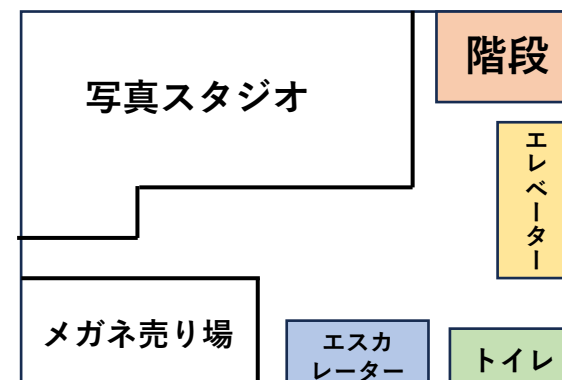 写真スタジオ
階段
エレベーター
メガネ売り場
エスカ
レーター
トイレ